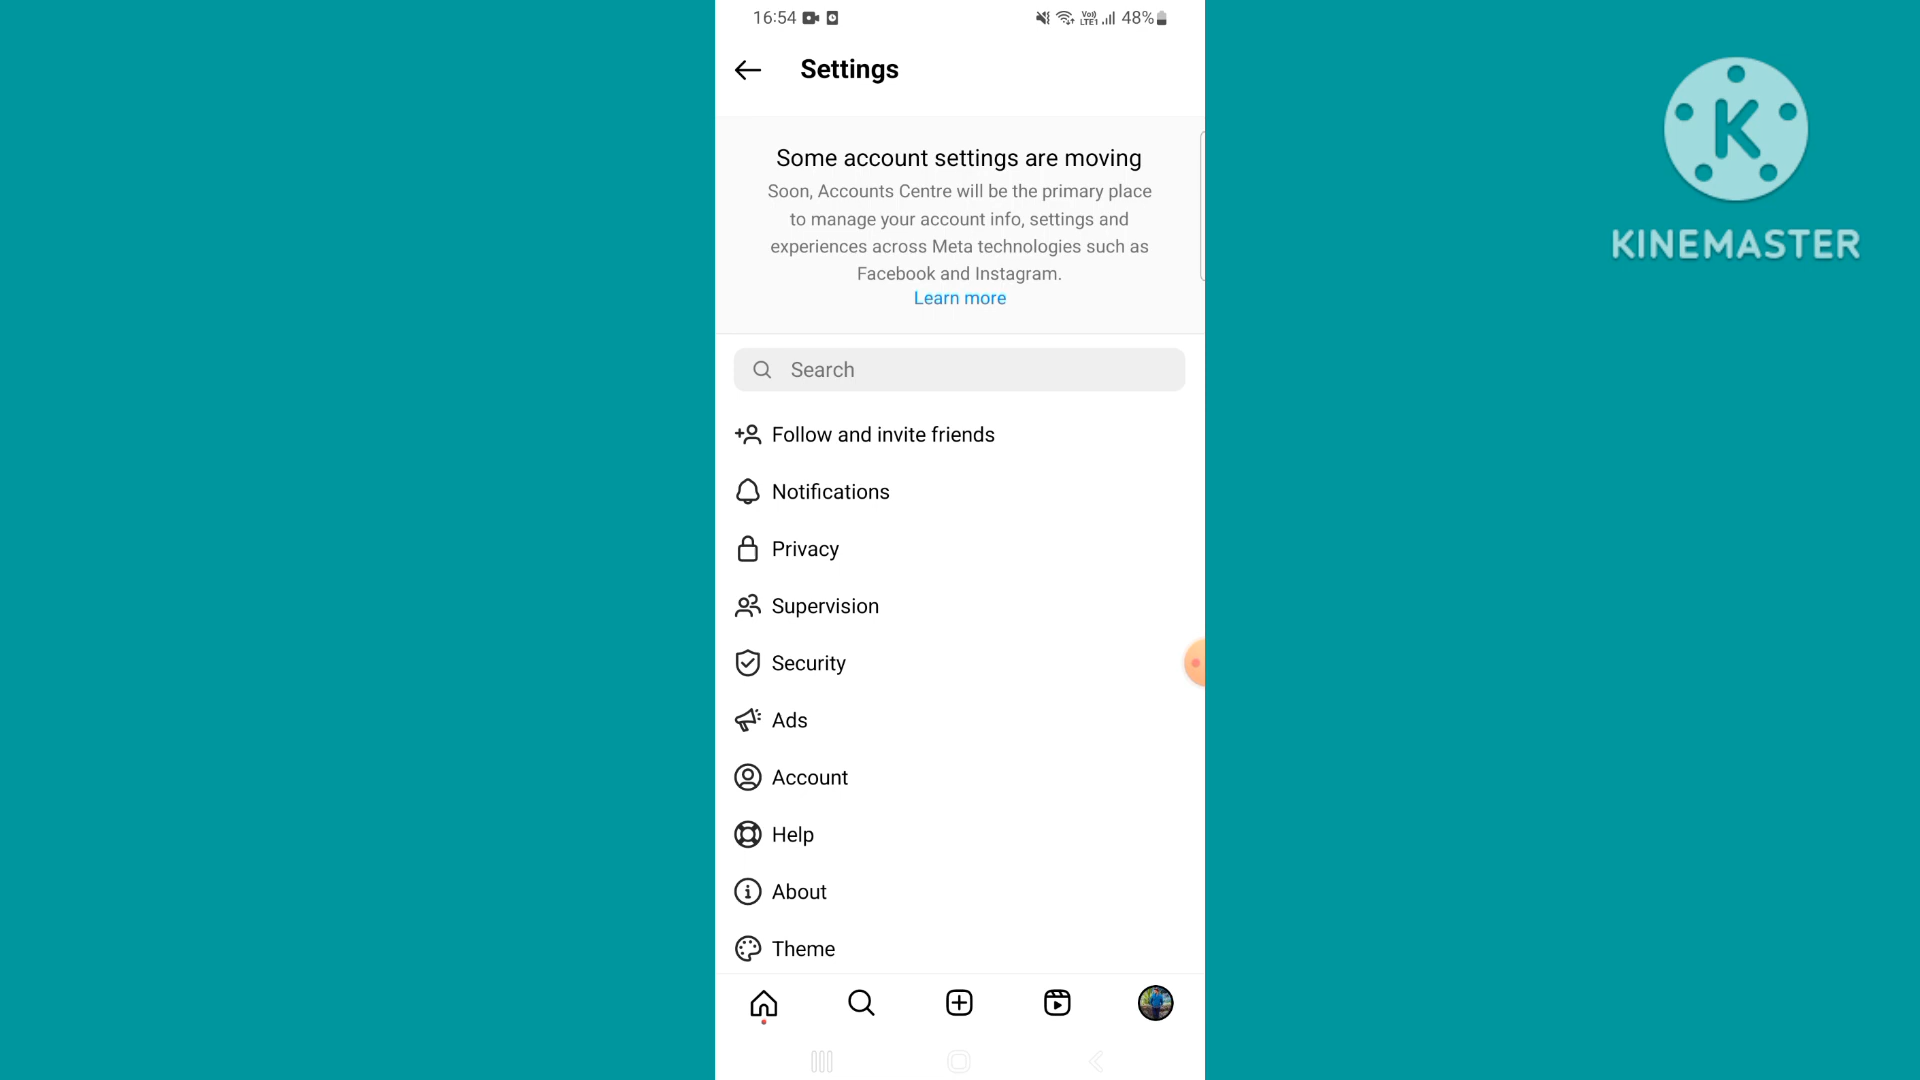 16:54
Vo)) LTE1 48%
Settings
Some account settings are moving
Soon, Accounts Centre will be the primary place
to manage your account info, settings and
experiences across Meta technologies such as
Facebook and Instagram.
Learn more
Search
Follow and invite friends
Notifications
Privacy
Supervision
Security
Ads
Account
Help
About
Theme
K
KINEMASTER